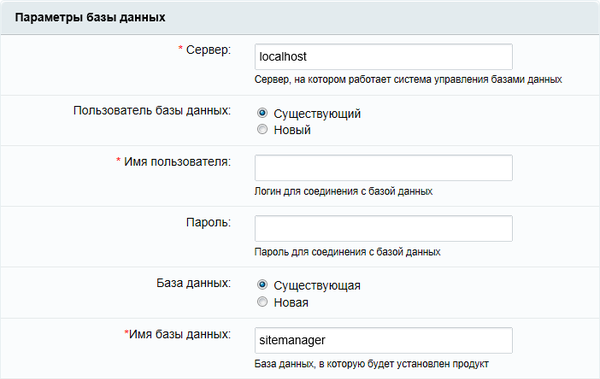 Параметры базы данных
* Сервер:
localhost
Сервер, на котором работает система управления базами данных
Пользователь базы данных:
Существующий
Новый
* Имя пользователя:
Логин для соединения с базой данных
Пароль:
Пароль для соединения с базой данных
База данных:
Существующая
Новая
*Имя базы данных:
sitemanager
База данных, в которую будет установлен продукт